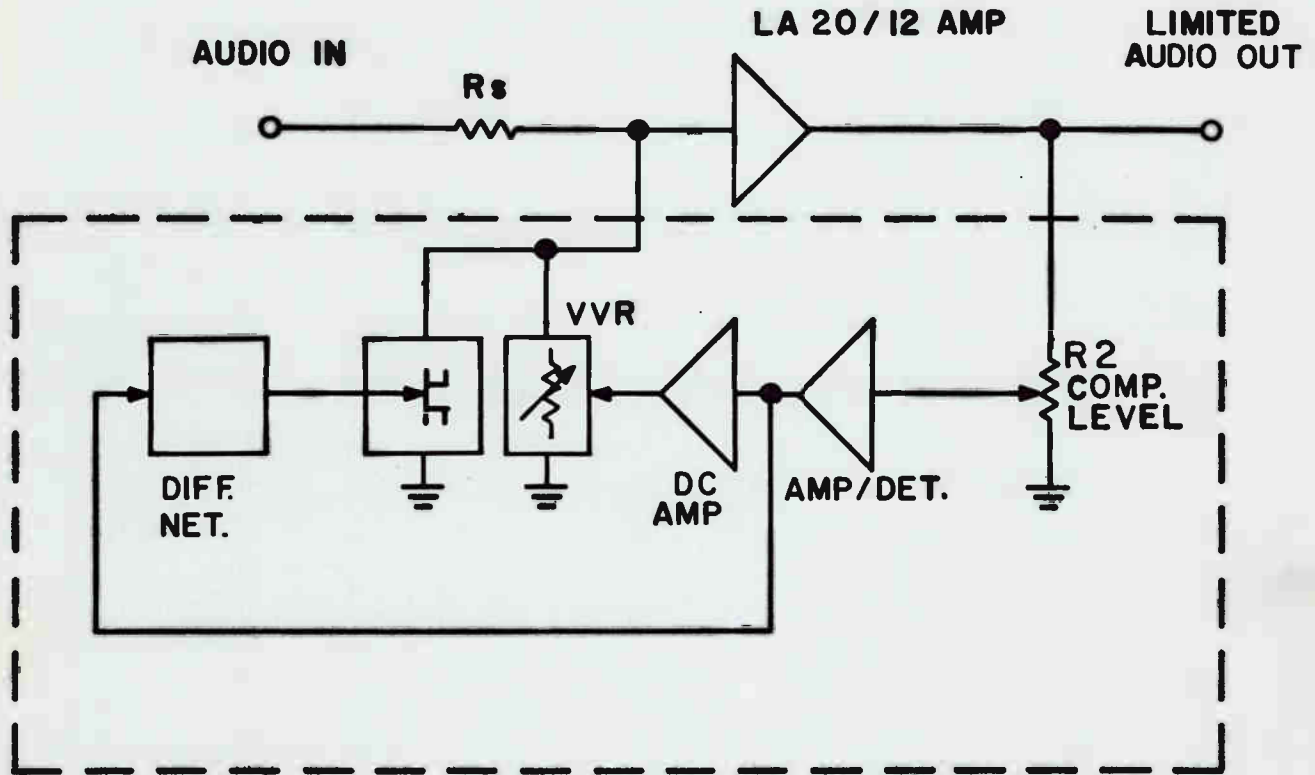 LA 20/12 AMP
LIMITED
AUDIO OUT
AUDIO IN
Rs
VVR
R2
COMP.
LEVEL
DIFF.
NET.
DC
AMP
AMP/DET.